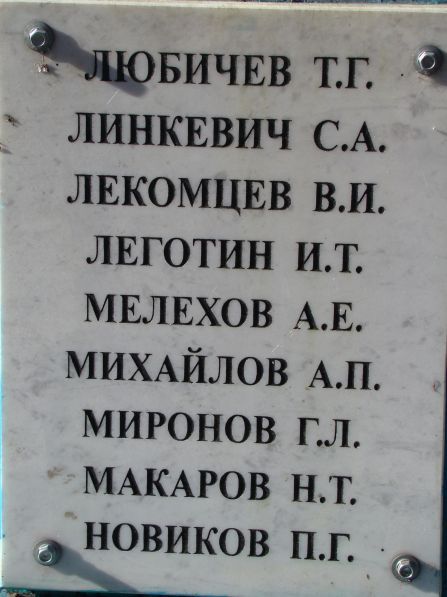 ЛЮБИЧЕВ Т.Г.
ЛИНКЕВИЧ С.А.
ЛЕКОМЦЕВ В.И.
ЛЕГОТИН И.Т.
МЕЛЕХОВ А.Е.
МИХАЙЛОВ А.П.
МИРОНОВ Г.Л.
МАКАРОВ Н.Т.
НОВИКОВ П.Г.